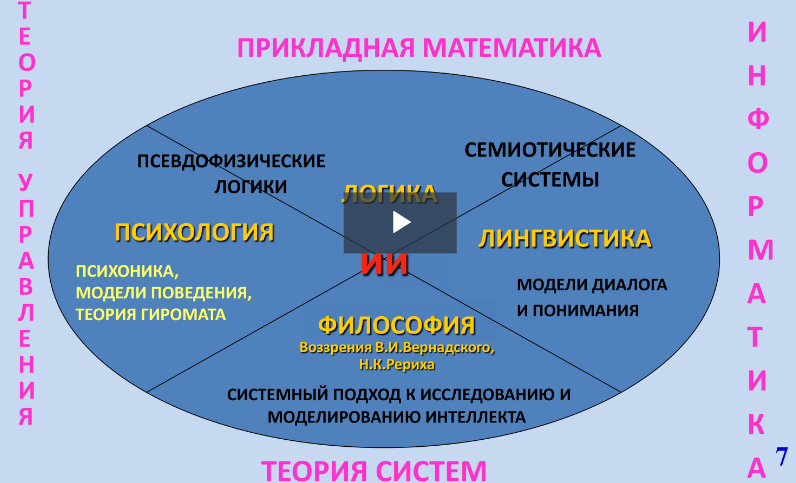 ТЕОРИЯ УПРАВЛЕНИЯ
ПРИКЛАДНАЯ МАТЕМАТИКА
ИНФОРМАТИКА
ПСЕВДОФИЗИЧЕСКИЕ
ЛОГИКИ
СЕМИОТИЧЕСКИЕ
СИСТЕМЫ
ЛОГИКА
ПСИХОЛОГИЯ
ЛИНГВИСТИКА
ИИ
ПСИХОНИКА,
МОДЕЛИ ПОВЕДЕНИЯ,
ТЕОРИЯ ГИРОМАТА
МОДЕЛИ ДИАЛОГА
И ПОНИМАНИЯ
ФИЛОСОФИЯ
Воззрения В.И.Вернадского,
Н.К.Рериха
СИСТЕМНЫЙ ПОДХОД К ИССЛЕДОВАНИЮ И
МОДЕЛИРОВАНИЮ ИНТЕЛЛЕКТА
ТЕОРИЯ СИСТЕМ
7